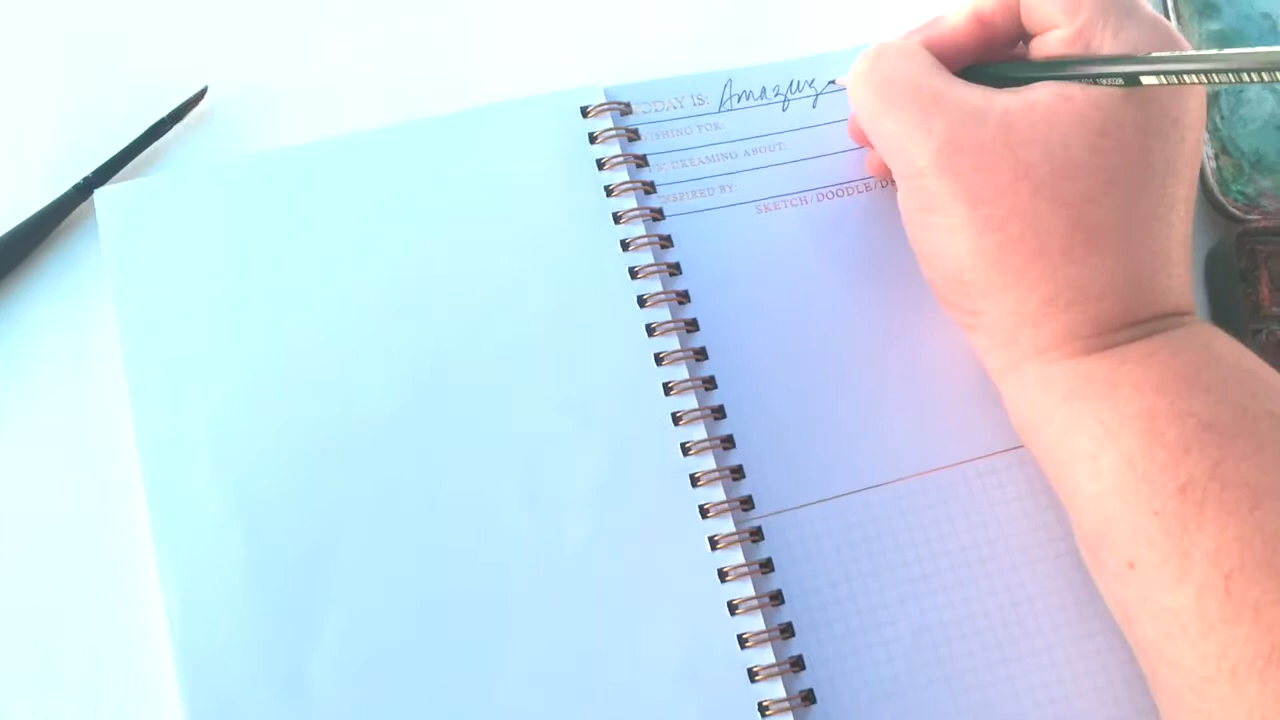 TODAY IS: Amazing
WISHING FOR:
I'M DREAMING ABOUT:
INSPIRED BY:
SKETCH/DOODLE/